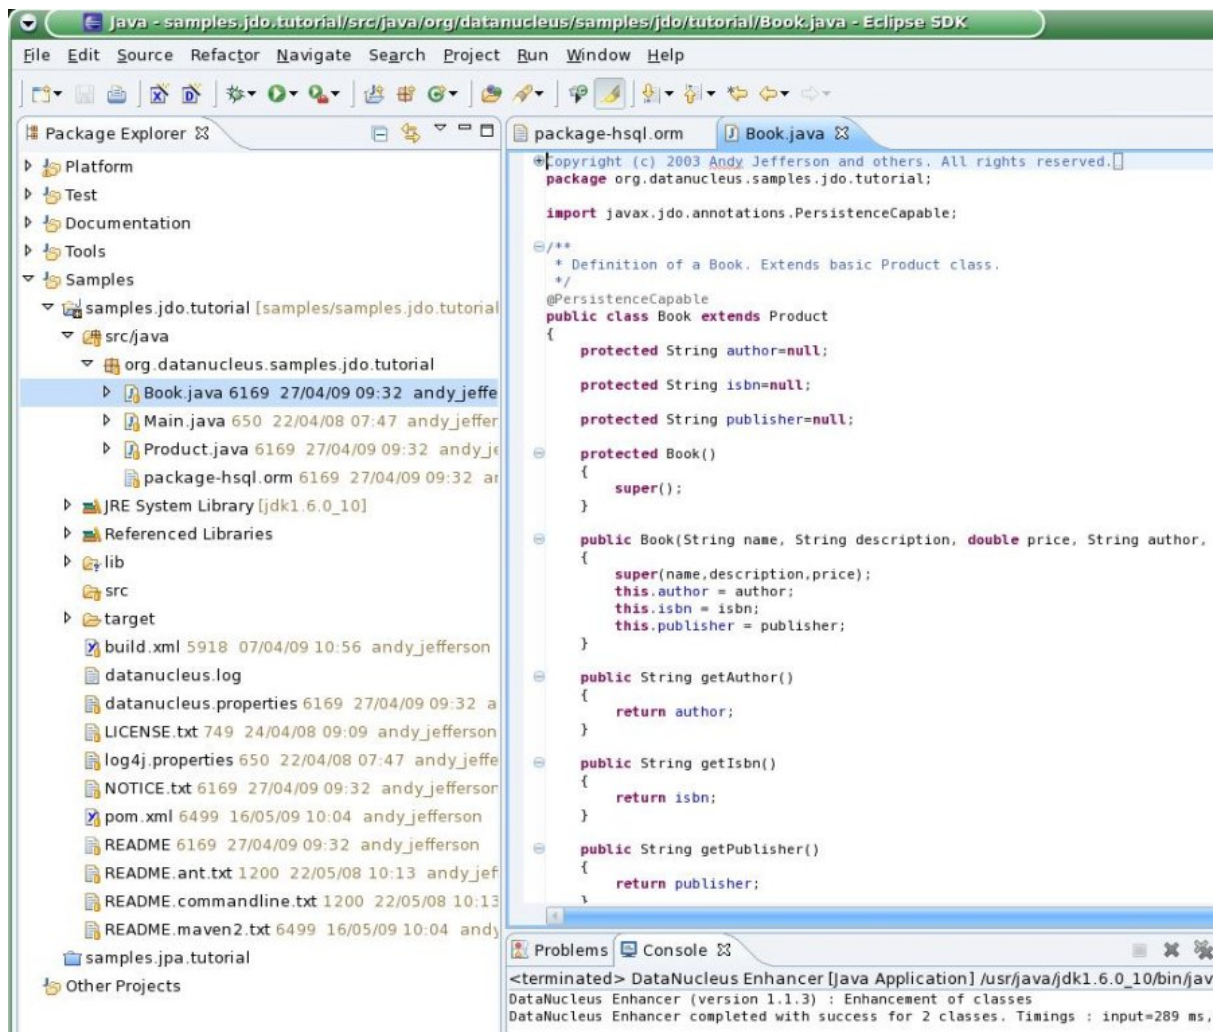 Java - samples.jdo.tutorial/src/java/org/datanucleus/samples/jdo/tutorial/Book.java - Eclipse SDK
File Edit Source Refactor Navigate Search Project Run Window Help
Package Explorer
Platform
Test
Documentation
Tools
Samples
samples.jdo.tutorial [samples/samples.jdo.tutorial
src/java
org.datanucleus.samples.jdo.tutorial
Book.java 6169 27/04/09 09:32 andy_jeffe
Main.java 650 22/04/08 07:47 andy_jeffer
Product.java 6169 27/04/09 09:32 andy_je
package-hsql.orm 6169 27/04/09 09:32 an
JRE System Library [jdk1.6.0_10]
Referenced Libraries
lib
src
target
build.xml 5918 07/04/09 10:56 andy_jefferson
datanucleus.log
datanucleus.properties 6169 27/04/09 09:32 a
LICENSE.txt 749 24/04/08 09:09 andy_jefferson
log4j.properties 650 22/04/08 07:47 andy_jeffe
NOTICE.txt 6169 27/04/09 09:32 andy_jefferson
pom.xml 6499 16/05/09 10:04 andy_jefferson
README 6169 27/04/09 09:32 andy_jefferson
README.ant.txt 1200 22/05/08 10:13 andy_jef
README.commandline.txt 1200 22/05/08 10:13
README.maven2.txt 6499 16/05/09 10:04 andy
samples.jpa.tutorial
Other Projects
package-hsql.orm Book.java
Copyright (c) 2003 Andy Jefferson and others. All rights reserved.
package org.datanucleus.samples.jdo.tutorial;
import javax.jdo.annotations.PersistenceCapable;
/**
* Definition of a Book. Extends basic Product class.
*/
@PersistenceCapable
public class Book extends Product
{
protected String author=null;
protected String isbn=null;
protected String publisher=null;
protected Book()
{
super();
}
public Book(String name, String description, double price, String author,
{
super(name,description,price);
this.author = author;
this.isbn = isbn;
this.publisher = publisher;
}
public String getAuthor()
{
return author;
}
public String getIsbn()
{
return isbn;
}
public String getPublisher()
{
return publisher;
}
Problems Console
<terminated> DataNucleus Enhancer [Java Application] /usr/java/jdk1.6.0_10/bin/jav
DataNucleus Enhancer (version 1.1.3) : Enhancement of classes
DataNucleus Enhancer completed with success for 2 classes. Timings : input=289 ms,